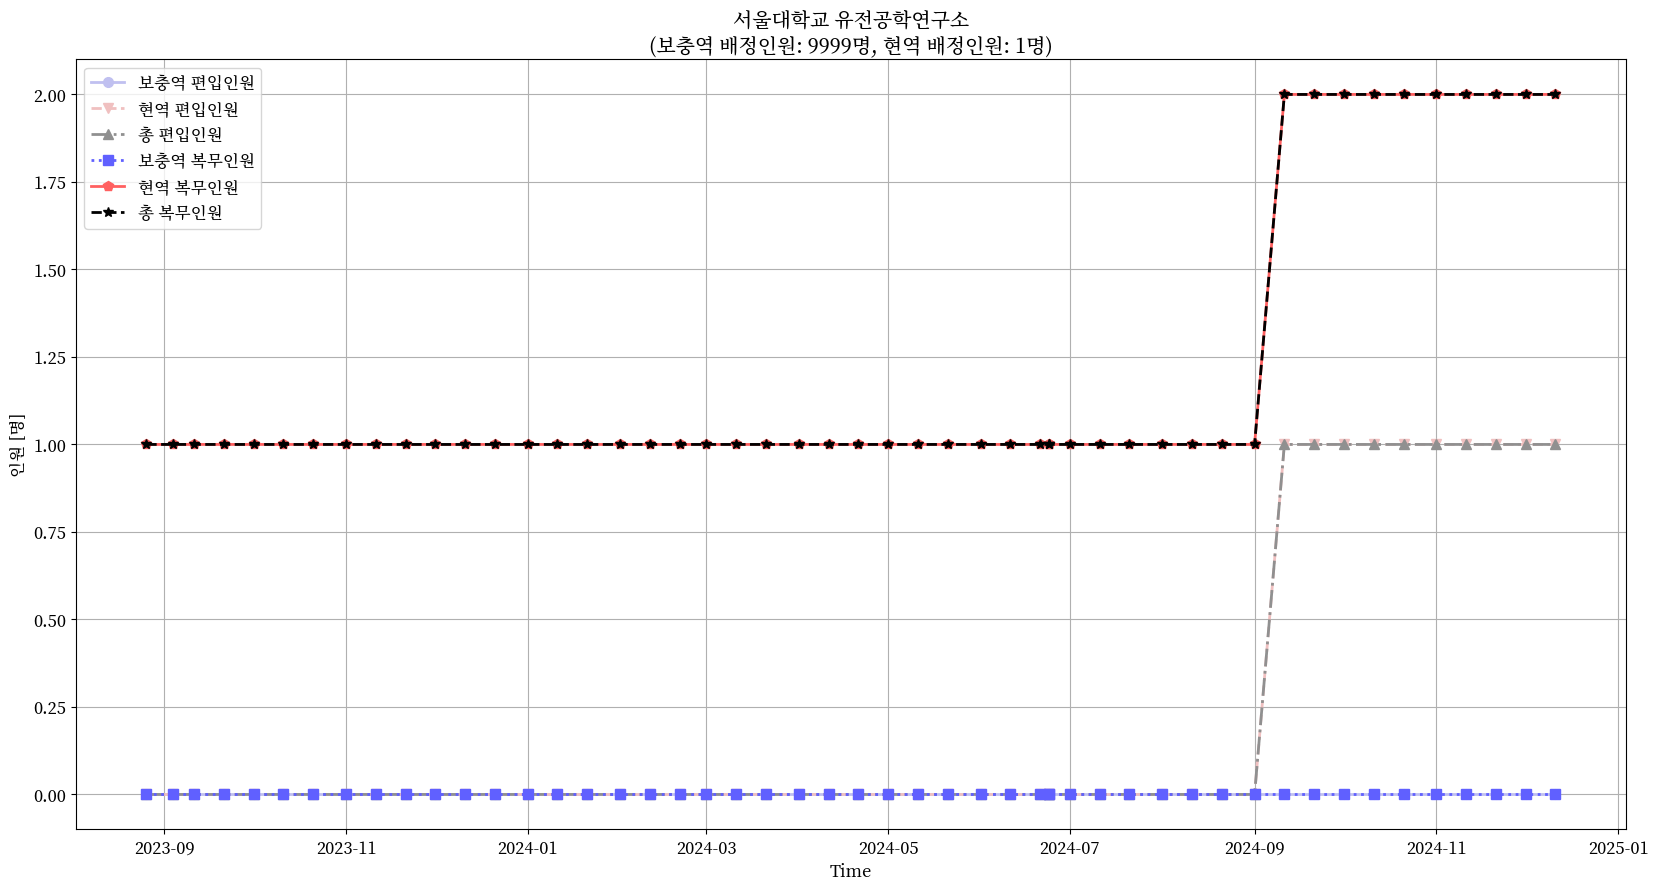 서울대학교 유전공학연구소
(보충역 배정인원: 9999명, 현역 배정인원: 1명)
보충역 편입인원
현역 편입인원
총 편입인원
보충역 복무인원
현역 복무인원
총 복무인원
인원 [명]
2.00
1.75
1.50
1.25
1.00
0.75
0.50
0.25
0.00
2023-09
2023-11
2024-01
2024-03
2024-05
2024-07
2024-09
2024-11
2025-01
Time